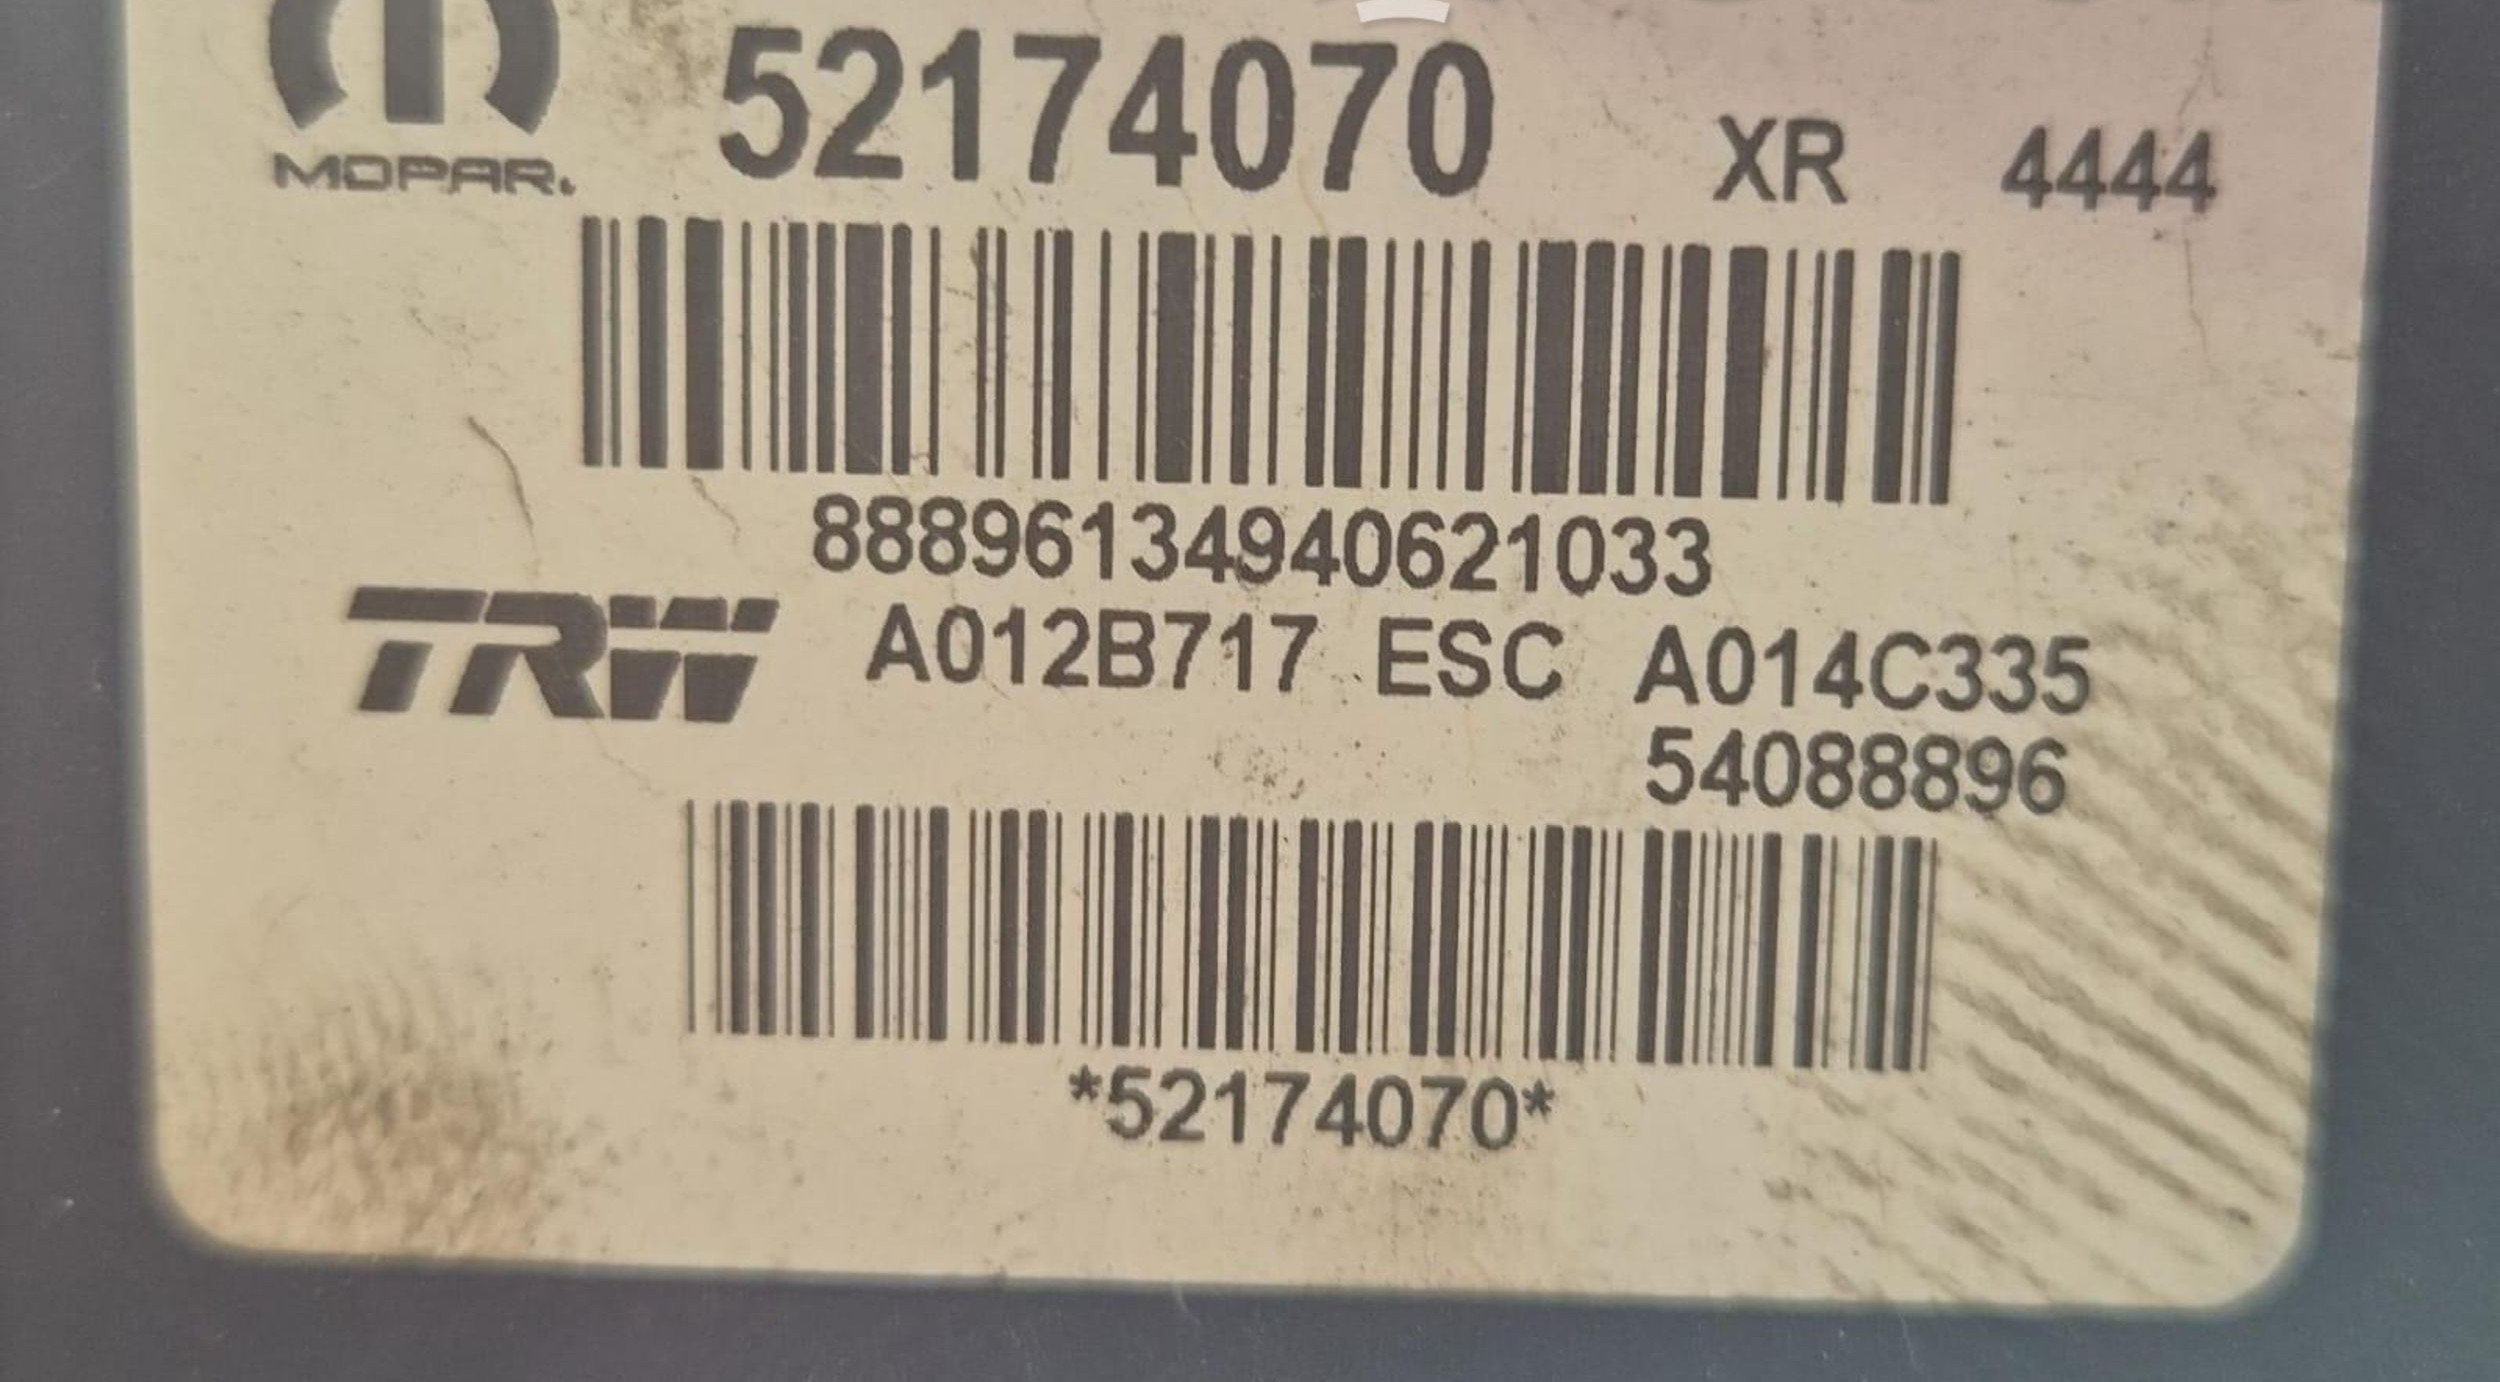 52174070 XR 4444
MOPAR.
88896134940621033
TRW A012B717 ESC A014C335
54088896
*52174070*